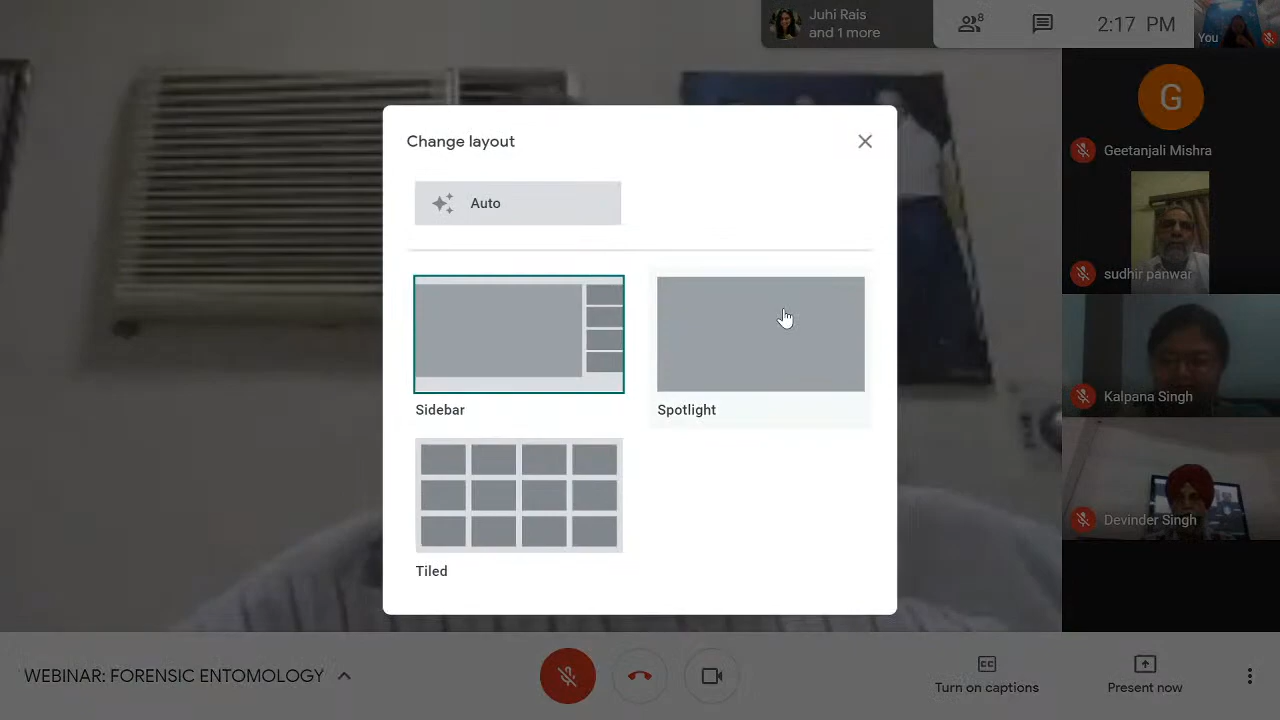 Juhi Rais
and 1 more
8
2:17 PM
You
G
Geetanjali Mishra
sudhir panwar
Kalpana Singh
Devinder Singh
Change layout
Auto
Sidebar
Spotlight
Tiled
WEBINAR: FORENSIC ENTOMOLOGY
CC
Turn on captions
Present now